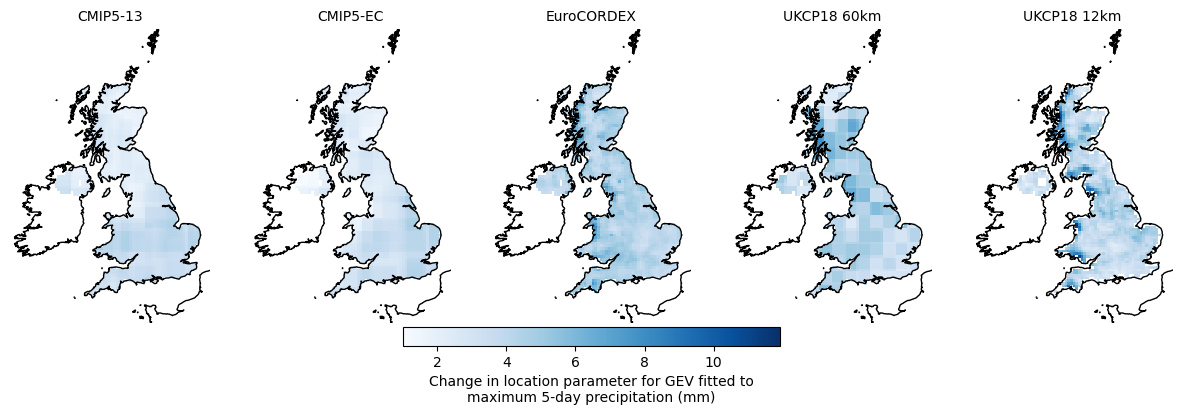 CMIP5-13
CMIP5-EC
EuroCORDEX
UKCP18 60km
UKCP18 12km
2
4
6
8
10
Change in location parameter for GEV fitted to
maximum 5-day precipitation (mm)